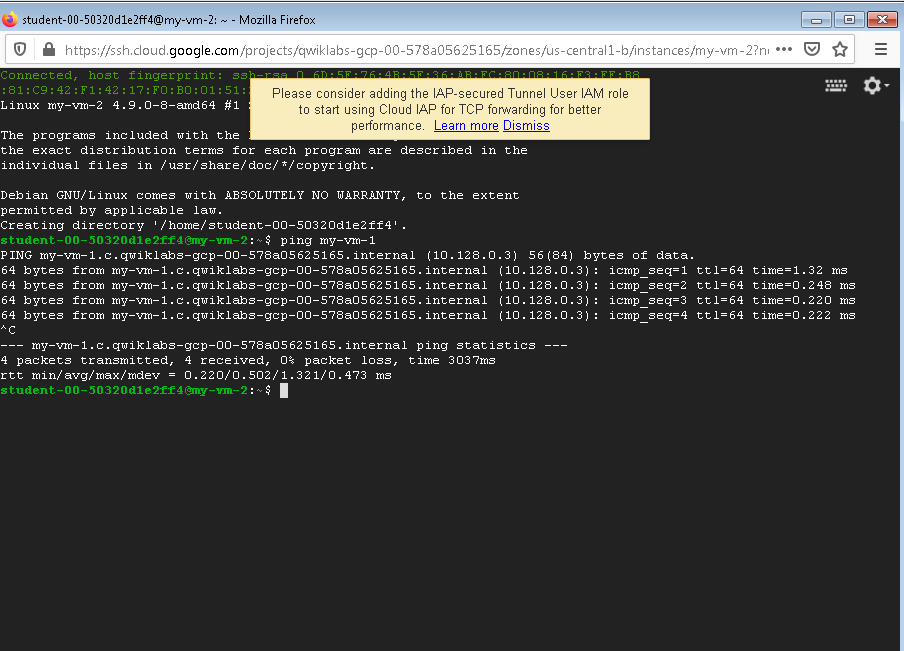 student-00-50320d1e2ff4@my-vm-2: ~ - Mozilla Firefox
https://ssh.cloud.google.com/projects/qwiklabs-gcp-00-578a05625165/zones/us-central1-b/instances/my-vm-2?
Connected, host fingerprint: ssh-rsa 0 6D:5E:76:4B:5E:36:AB:FC:80:08:16:F3:FF:B8
:81:C9:42:F1:42:17:F0:B0:01:51:
Linux my-vm-2 4.9.0-8-amd64 #1
Please consider adding the IAP-secured Tunnel User IAM role
to start using Cloud IAP for TCP forwarding for better
performance. Learn more Dismiss
The programs included with the
the exact distribution terms for each program are described in the
individual files in /usr/share/doc/*/copyright.
Debian GNU/Linux comes with ABSOLUTELY NO WARRANTY, to the extent
permitted by applicable law.
Creating directory '/home/student-00-50320d1e2ff4'.
student-00-50320d1e2ff4@my-vm-2:~$ ping my-vm-1
PING my-vm-1.c.qwiklabs-gcp-00-578a05625165.internal (10.128.0.3) 56(84) bytes of data.
64 bytes from my-vm-1.c.qwiklabs-gcp-00-578a05625165.internal (10.128.0.3): icmp_seq=1 ttl=64 time=1.32 ms
64 bytes from my-vm-1.c.qwiklabs-gcp-00-578a05625165.internal (10.128.0.3): icmp_seq=2 ttl=64 time=0.248 ms
64 bytes from my-vm-1.c.qwiklabs-gcp-00-578a05625165.internal (10.128.0.3): icmp_seq=3 ttl=64 time=0.220 ms
64 bytes from my-vm-1.c.qwiklabs-gcp-00-578a05625165.internal (10.128.0.3): icmp_seq=4 ttl=64 time=0.222 ms
^C
--- my-vm-1.c.qwiklabs-gcp-00-578a05625165.internal ping statistics ---
4 packets transmitted, 4 received, 0% packet loss, time 3037ms
rtt min/avg/max/mdev = 0.220/0.502/1.321/0.473 ms
student-00-50320d1e2ff4@my-vm-2:~$